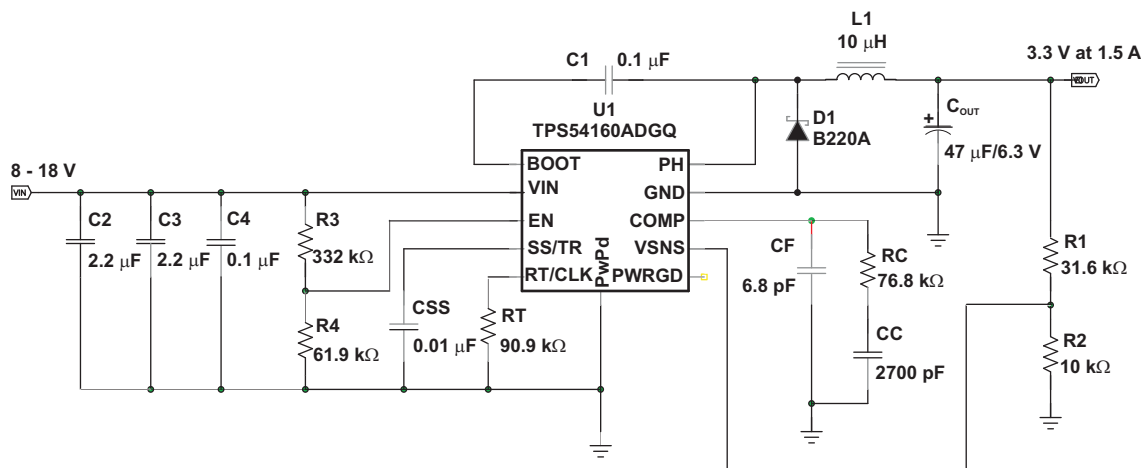 L1
10 μH
3.3 V at 1.5 A
C1
0.1 μF
U1
TPS54160ADGQ
D1
B220A
C_OUT
+
47 μF/6.3 V
8 - 18 V
VIN
BOOT
VIN
EN
SS/TR
RT/CLK
PwPd
PH
GND
COMP
VSNS
PWRGD
C2
2.2 μF
C3
2.2 μF
C4
0.1 μF
R3
332 kΩ
R4
61.9 kΩ
CSS
0.01 μF
RT
90.9 kΩ
CF
6.8 pF
RC
76.8 kΩ
CC
2700 pF
R1
31.6 kΩ
R2
10 kΩ